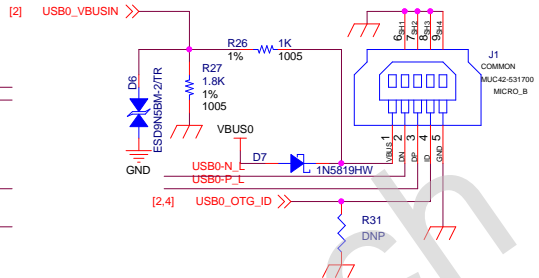 [2] USB0_VBUSIN
R26 1K
1% 1005
R27
1.8K
1%
1005
D6
ESD9N5BM-2/TR
GND
VBUS0
D7
1N5819HW
USB0-N_L
USB0-P_L
[2,4] USB0_OTG_ID
R31
DNP
6 SH1
7 SH2
8 SH3
9 SH4
J1
COMMON
MUC42-531700
MICRO_B
VBUS 1
DN 2
DP 3
ID 4
GND 5
ch